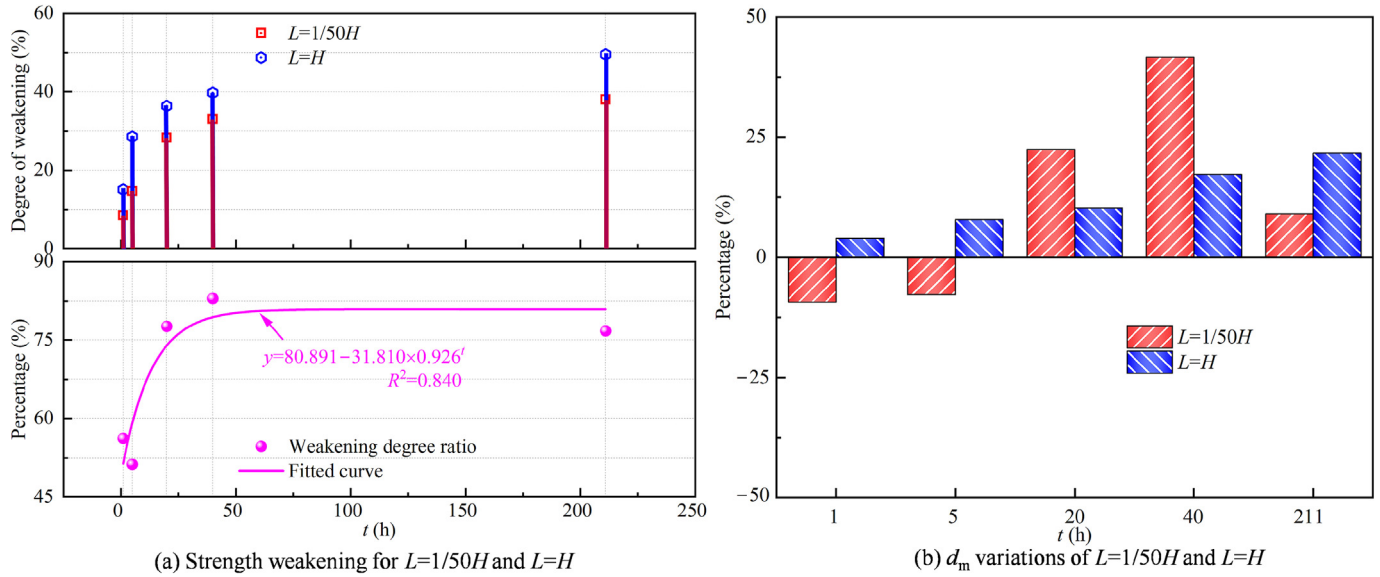 60
40
20
0
Degree of weakening (%)
L=1/50H
L=H
90
75
60
45
Percentage (%)
y=80.891−31.810×0.926^t
R²=0.840
Weakening degree ratio
Fitted curve
0 50 100 150 200 250
t (h)
(a) Strength weakening for L=1/50H and L=H
50
25
0
−25
−50
Percentage (%)
L=1/50H
L=H
1 5 20 40 211
t (h)
(b) dₘ variations of L=1/50H and L=H